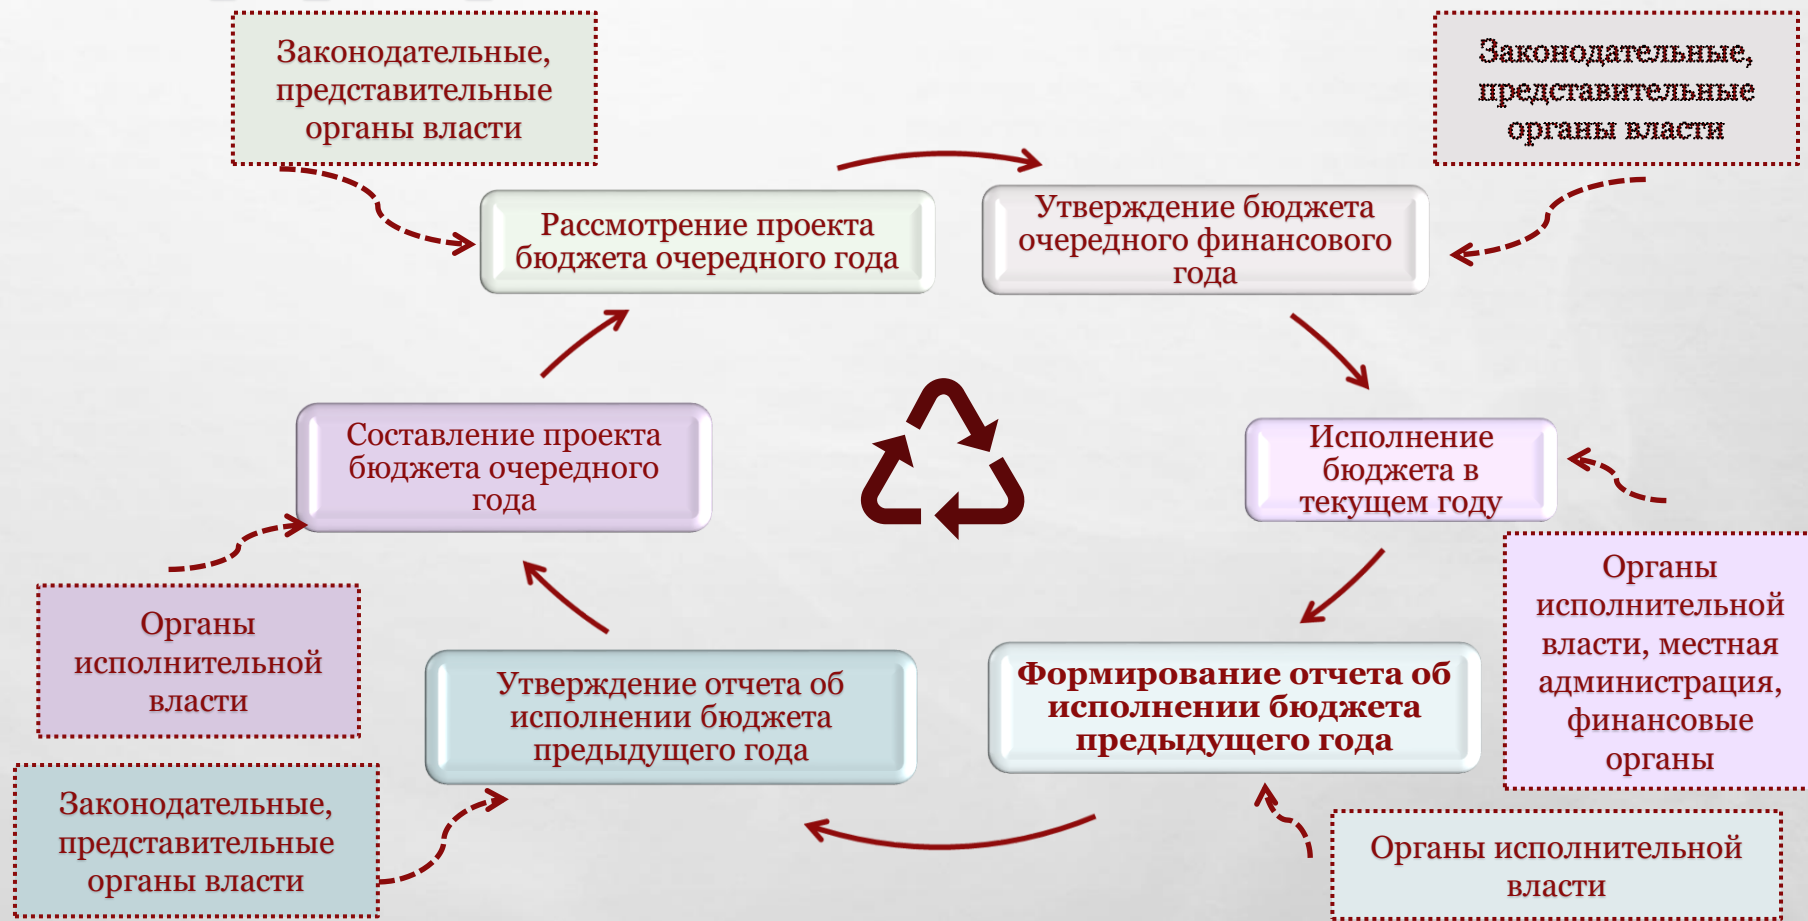 Законодательные,
представительные
органы власти
Законодательные,
представительные
органы власти
Рассмотрение проекта
бюджета очередного года
Утверждение бюджета
очередного финансового
года
Составление проекта
бюджета очередного
года
Исполнение
бюджета в
текущем году
Органы
исполнительной
власти
Органы
исполнительной
власти, местная
администрация,
финансовые
органы
Утверждение отчета об
исполнении бюджета
предыдущего года
Формирование отчета об
исполнении бюджета
предыдущего года
Законодательные,
представительные
органы власти
Органы исполнительной
власти